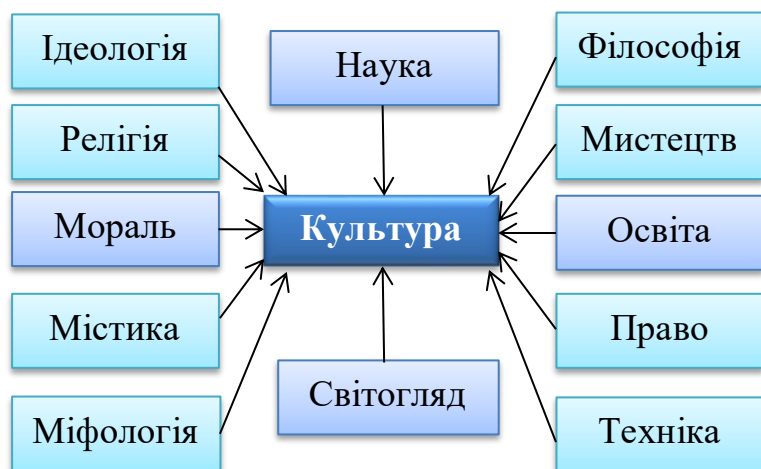 Ідеологія
Наука
Філософія
Релігія
Мистецтв
Мораль
Культура
Освіта
Містика
Право
Світогляд
Міфологія
Техніка